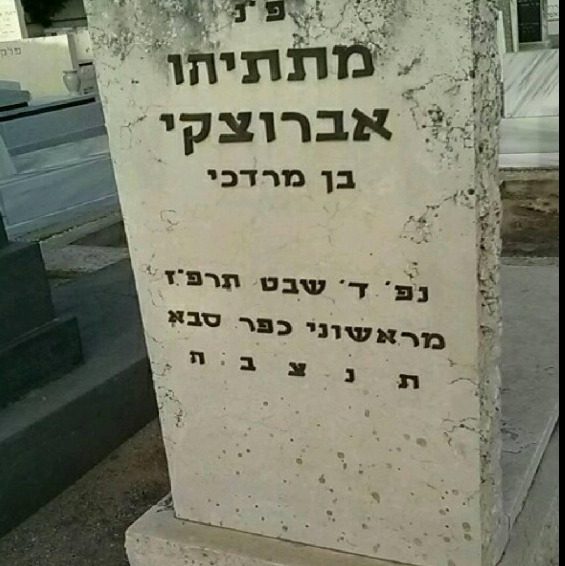 פ"נ
מתתיהו
אברוצקי
בן מרדכי
נפ' ד' שבט תרפ"ז
מראשוני כפר סבא
ת נ צ ב ה